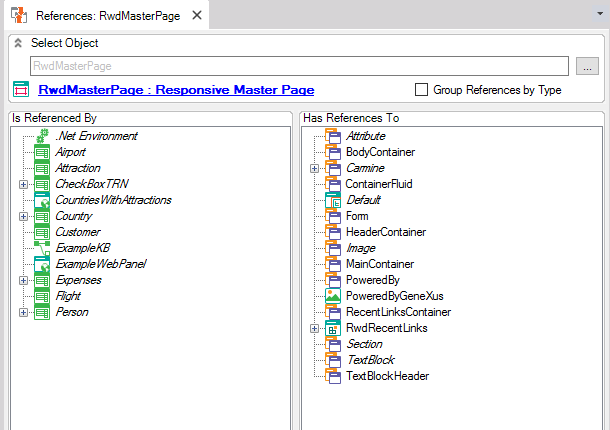 References: RwdMasterPage
Select Object
RwdMasterPage
...
RwdMasterPage : Responsive Master Page
Group References by Type
Is Referenced By
.Net Environment
Airport
Attraction
CheckBoxTRN
CountriesWithAttractions
Country
Customer
ExampleKB
ExampleWebPanel
Expenses
Flight
Person
Has References To
Attribute
BodyContainer
Carmine
ContainerFluid
Default
Form
HeaderContainer
Image
MainContainer
PoweredBy
PoweredByGeneXus
RecentLinksContainer
RwdRecentLinks
Section
TextBlock
TextBlockHeader